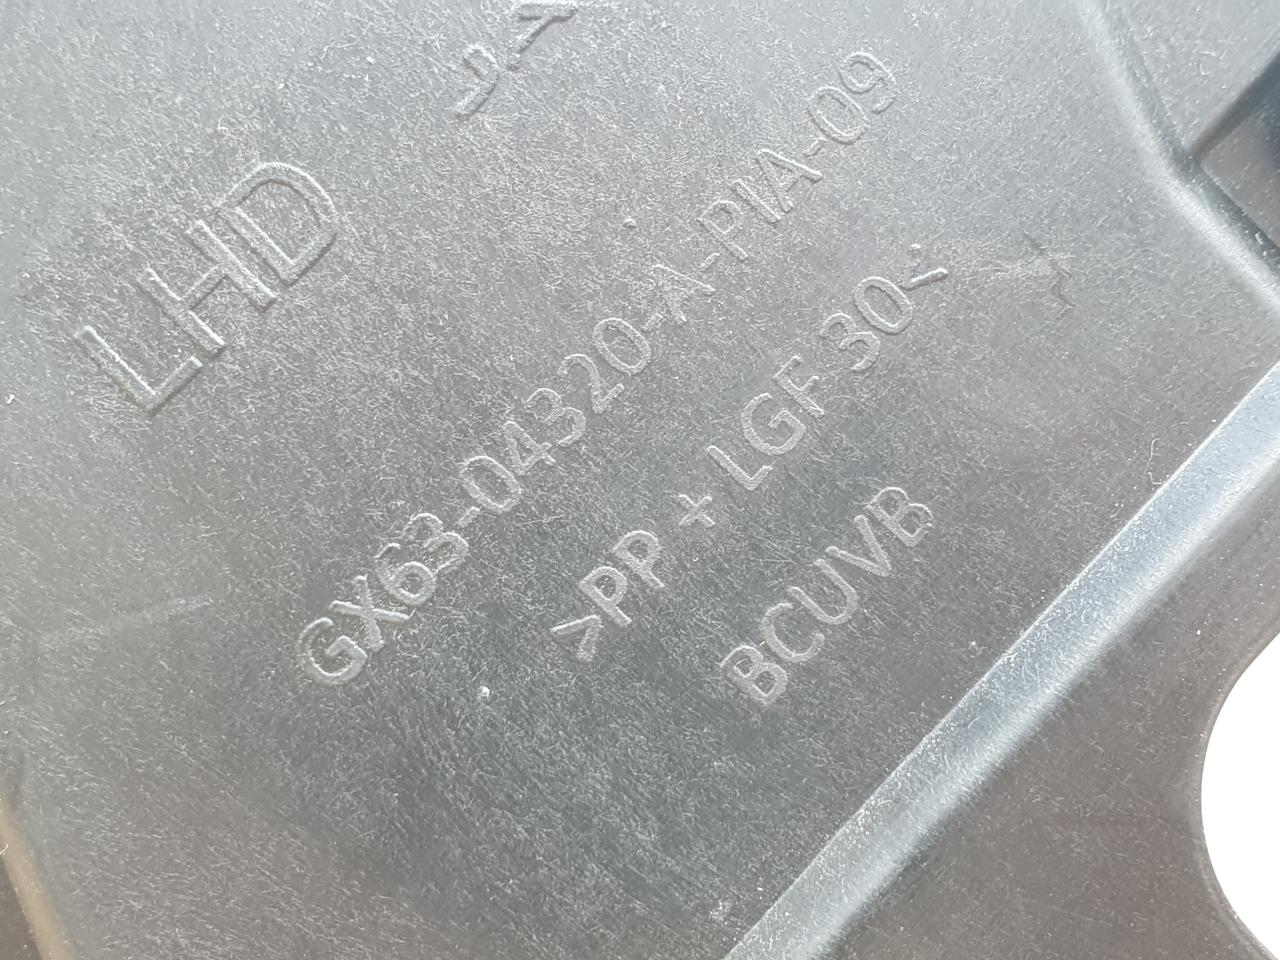 LHD
GX63-04320-A-PIA-09
>PP + LGF 30<
BCUVB